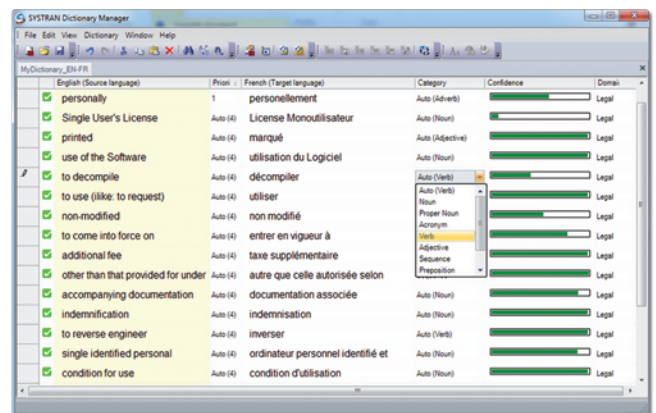 SYSTRAN Dictionary Manager
File Edit View Dictionary Window Help
MyDictionary_EN-FR
English (Source language) Priori French (Target language) Category Confidence Domai
personally 1 personellement Auto (Adverb) Legal
Single User's License Auto (4) License Monoutilisateur Auto (Noun) Legal
printed Auto (4) marqué Auto (Adjective) Legal
use of the Software Auto (4) utilisation du Logiciel Auto (Noun) Legal
to decompile Auto (4) décompiler Auto (Verb) Legal
to use (ilike: to request) Auto (4) utiliser Auto (Verb) Legal
Noun
non-modified Auto (4) non modifié Proper Noun Legal
Acronym
to come into force on Auto (4) entrer en vigueur à Verb Legal
additional fee Auto (4) taxe supplémentaire Adjective Legal
Sequence
other than that provided for under Auto (4) autre que celle autorisée selon Preposition Legal
accompanying documentation Auto (4) documentation associée Auto (Noun) Legal
indemnification Auto (4) indemnisation Auto (Noun) Legal
to reverse engineer Auto (4) inverser Auto (Verb) Legal
single identified personal Auto (4) ordinateur personnel identifié et Auto (Noun) Legal
condition for use Auto (4) condition d'utilisation Auto (Noun) Legal